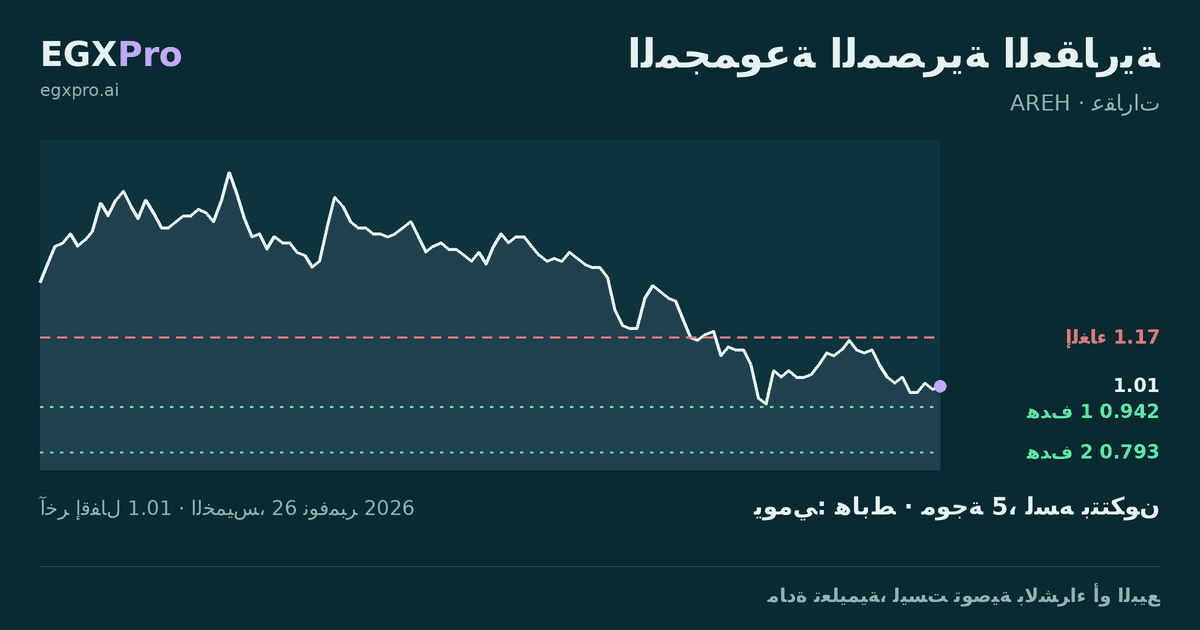 EGXPro
egxpro.ai
المجموعة المصرية العقارية
AREH · عقارات
إلغاء 1.17
1.01
هدف 1 0.942
هدف 2 0.793
يومي: هابط · موجة 5، لسه بتتكون
آخر إقفال 1.01 · الخميس، 26 نوفمبر 2026
مادة تعليمية، ليست توصية بالشراء أو البيع